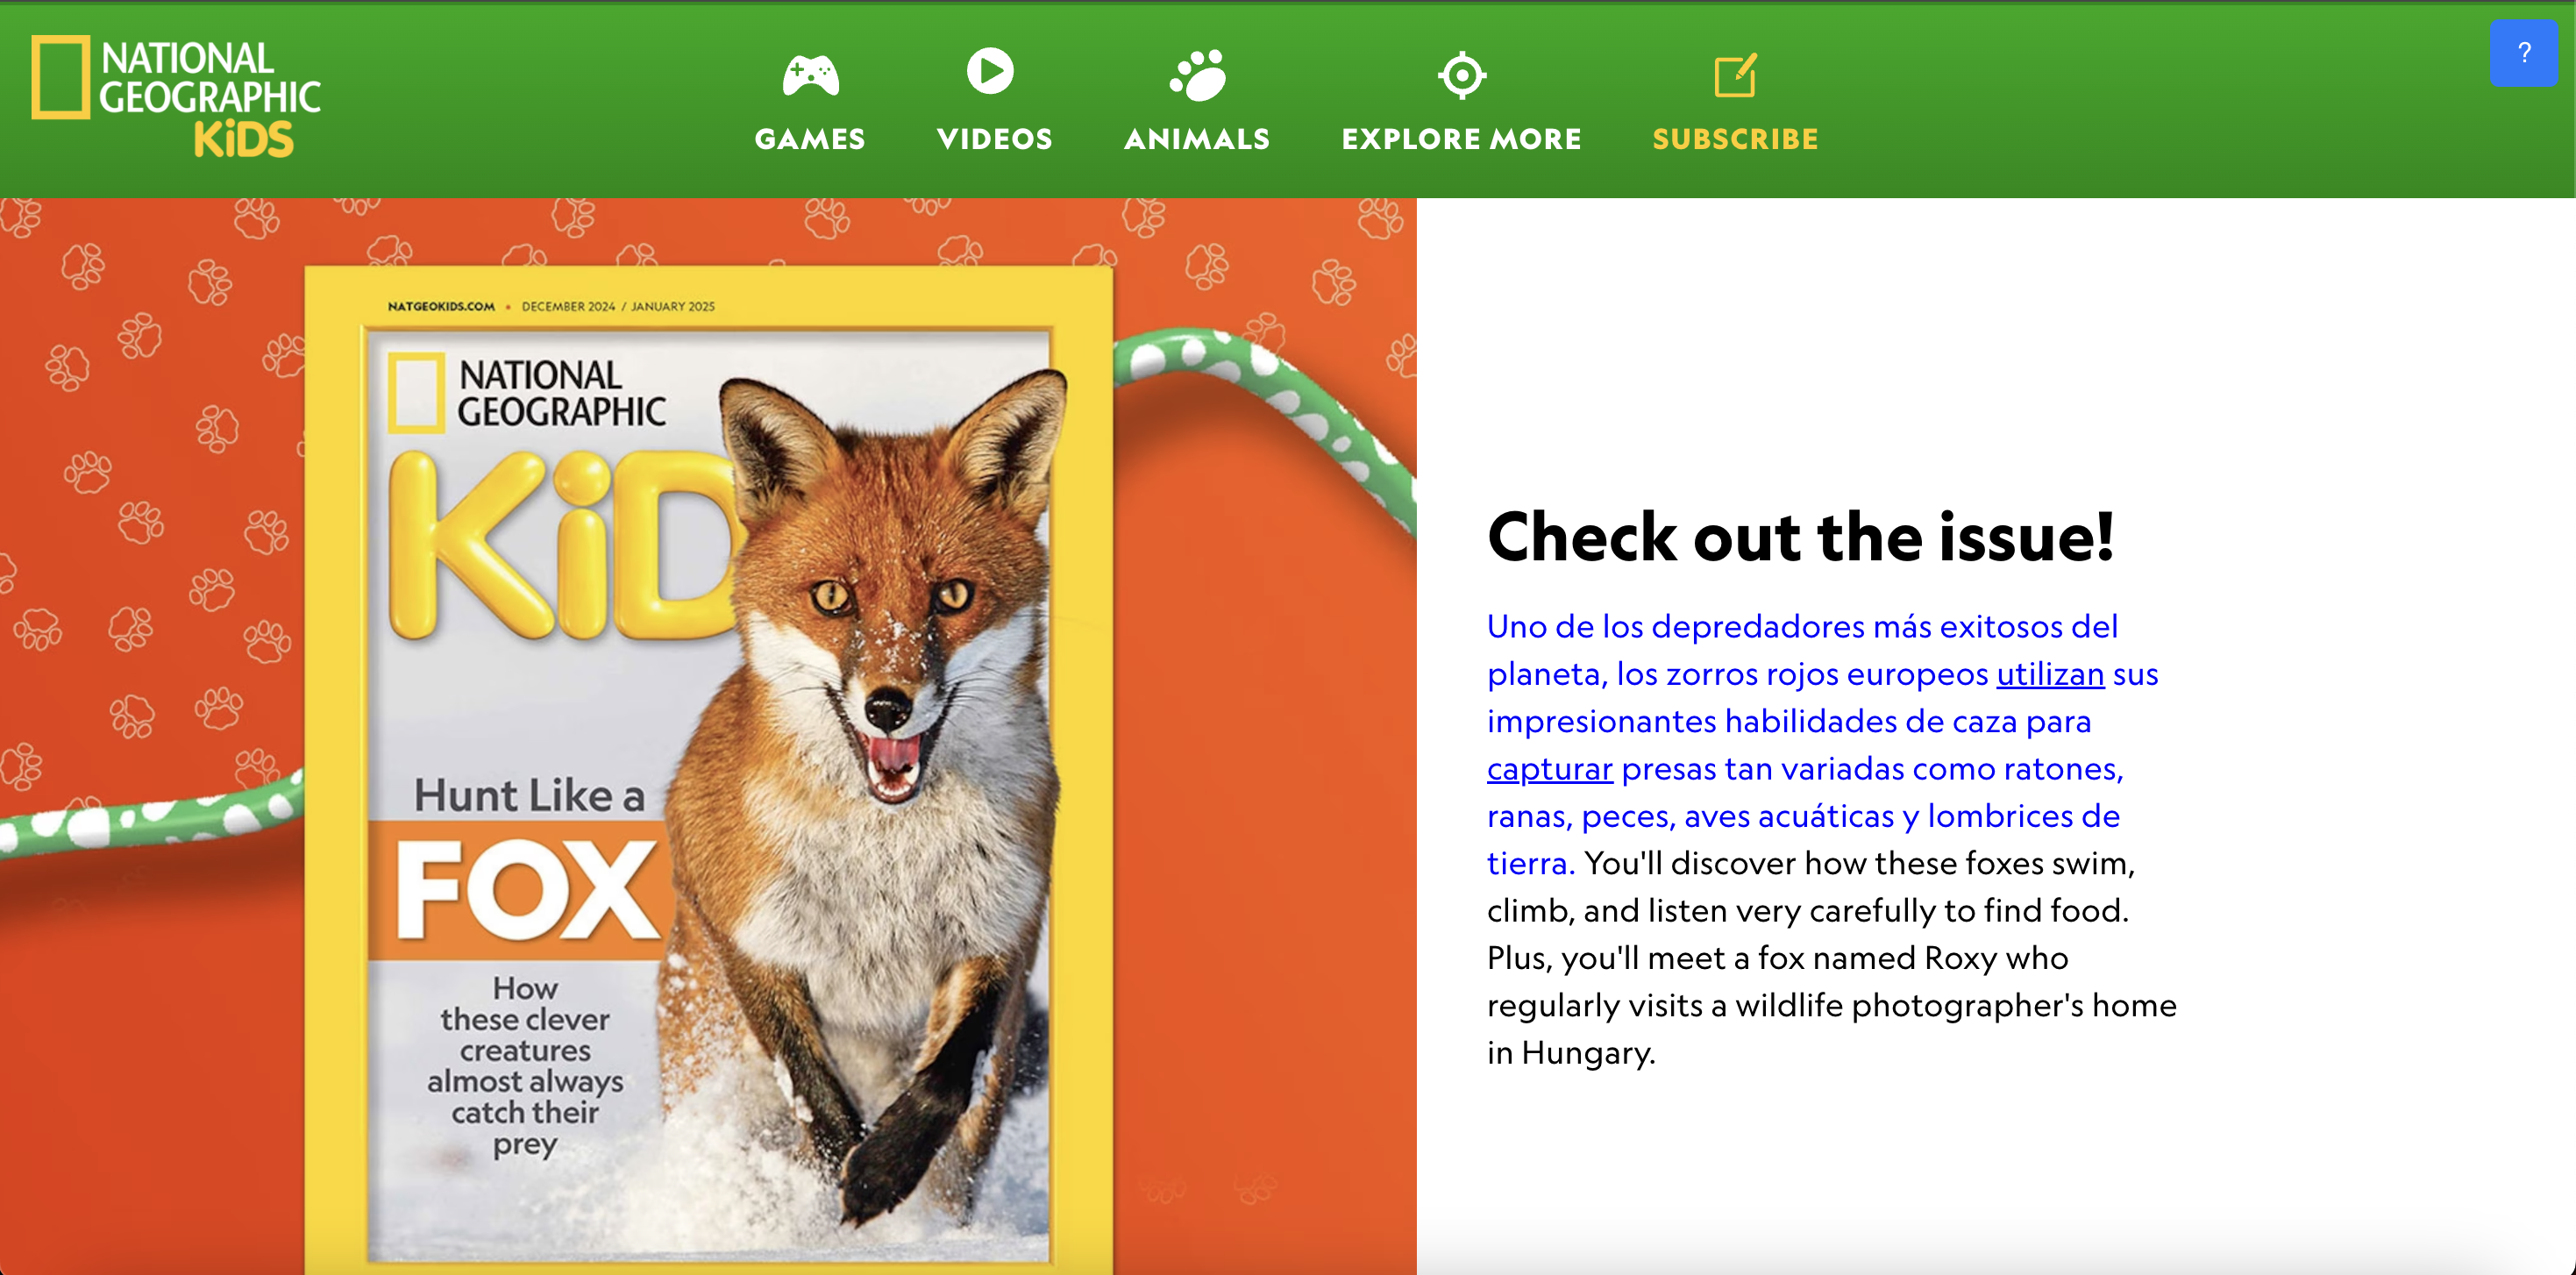 NATIONAL
GEOGRAPHIC
KiDS
GAMES
VIDEOS
ANIMALS
EXPLORE MORE
SUBSCRIBE
?
NATGEOKIDS.COM • DECEMBER 2024 / JANUARY 2025
NATIONAL
GEOGRAPHIC
KiD
Hunt Like a
FOX
How
these clever
creatures
almost always
catch their
prey
Check out the issue!
Uno de los depredadores más exitosos del
planeta, los zorros rojos europeos utilizan sus
impresionantes habilidades de caza para
capturar presas tan variadas como ratones,
ranas, peces, aves acuáticas y lombrices de
tierra. You'll discover how these foxes swim,
climb, and listen very carefully to find food.
Plus, you'll meet a fox named Roxy who
regularly visits a wildlife photographer's home
in Hungary.